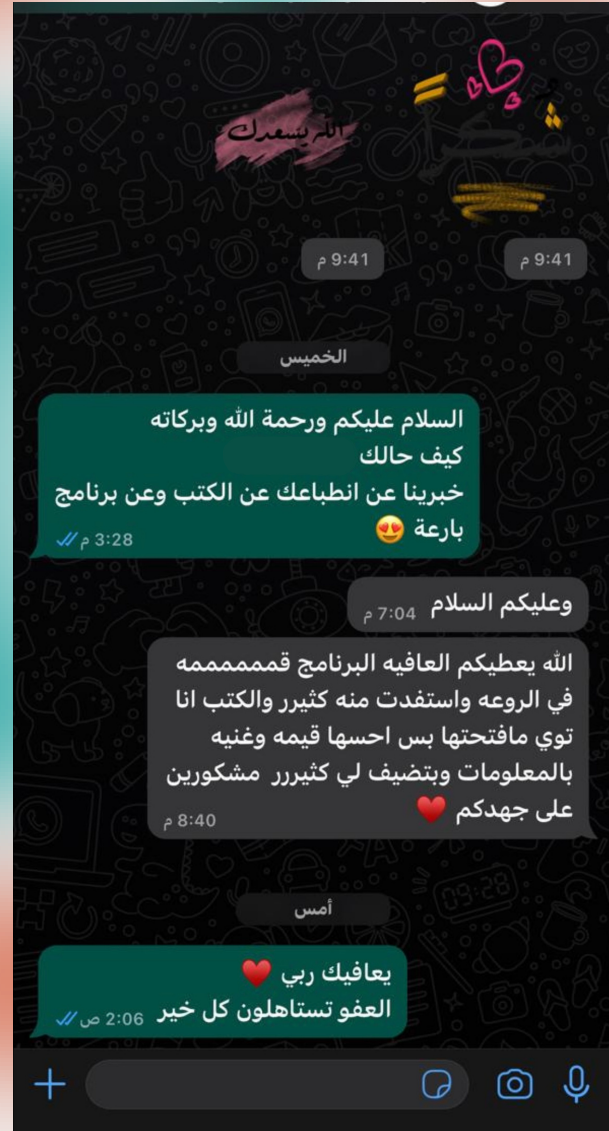 شكراً
الله يسعدك
9:41 م
9:41 م
الخميس
السلام عليكم ورحمة الله وبركاته
كيف حالك
خبرينا عن انطباعك عن الكتب وعن برنامج
بارعة 😍
3:28 م
وعليكم السلام 7:04 م
الله يعطيكم العافيه البرنامج قمممممممه
في الروعه واستفدت منه كثيرر والكتب انا
توي مافتحتها بس احسها قيمه وغنيه
بالمعلومات وبتضيف لي كثيررر مشكورين
على جهدكم ♥️
8:40 م
أمس
يعافيك ربي ♥️
العفو تستاهلون كل خير 2:06 ص